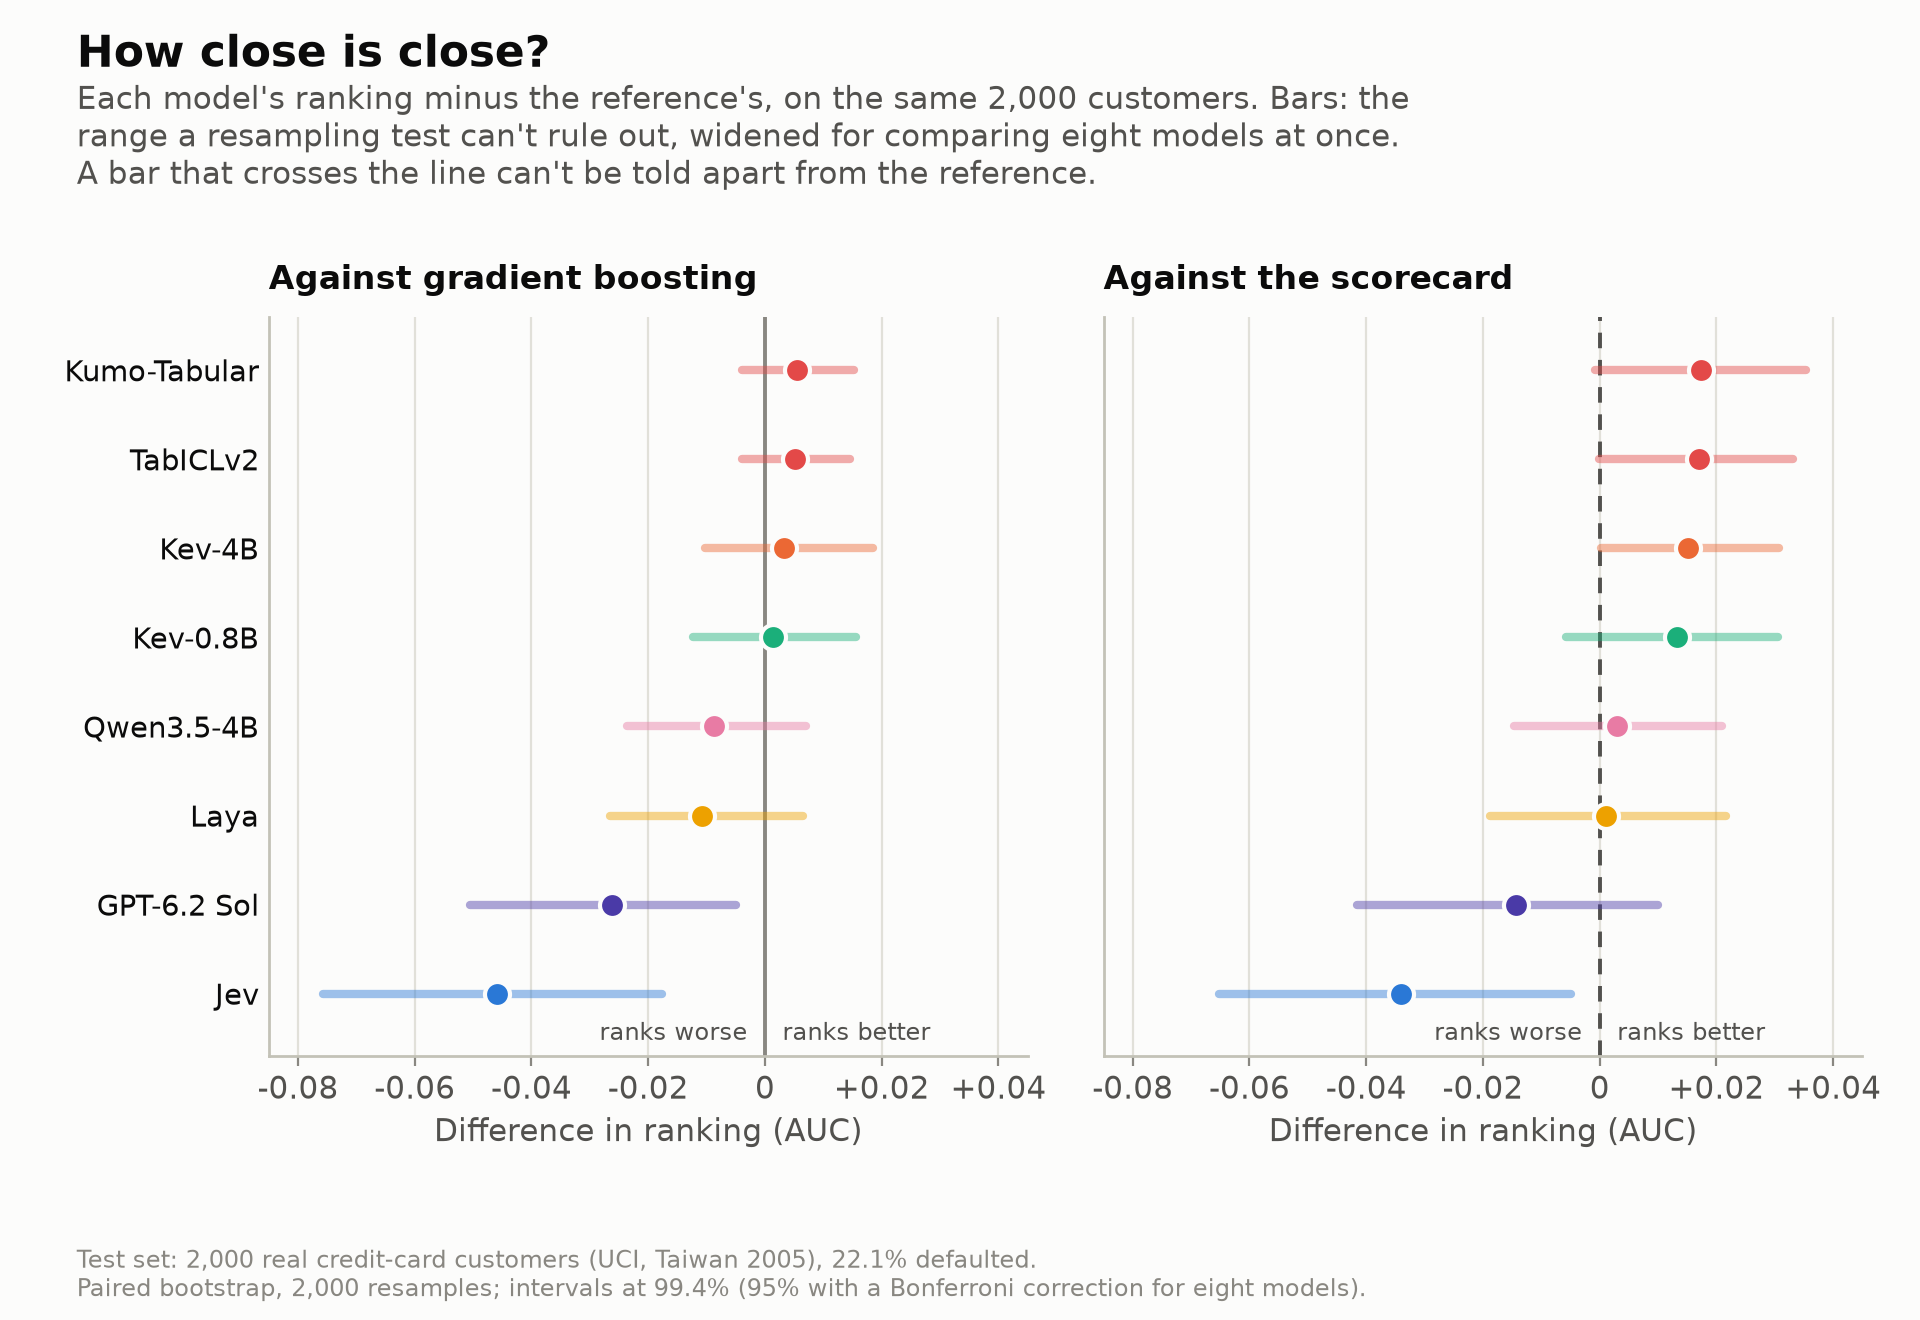 How close is close?
Each model's ranking minus the reference's, on the same 2,000 customers. Bars: the
range a resampling test can't rule out, widened for comparing eight models at once.
A bar that crosses the line can't be told apart from the reference.
Against gradient boosting
Kumo-Tabular
TabICLv2
Kev-4B
Kev-0.8B
Qwen3.5-4B
Laya
GPT-6.2 Sol
Jev
ranks worse
ranks better
-0.08
-0.06
-0.04
-0.02
0
+0.02
+0.04
Difference in ranking (AUC)
Against the scorecard
ranks worse
ranks better
-0.08
-0.06
-0.04
-0.02
0
+0.02
+0.04
Difference in ranking (AUC)
Test set: 2,000 real credit-card customers (UCI, Taiwan 2005), 22.1% defaulted.
Paired bootstrap, 2,000 resamples; intervals at 99.4% (95% with a Bonferroni correction for eight models).